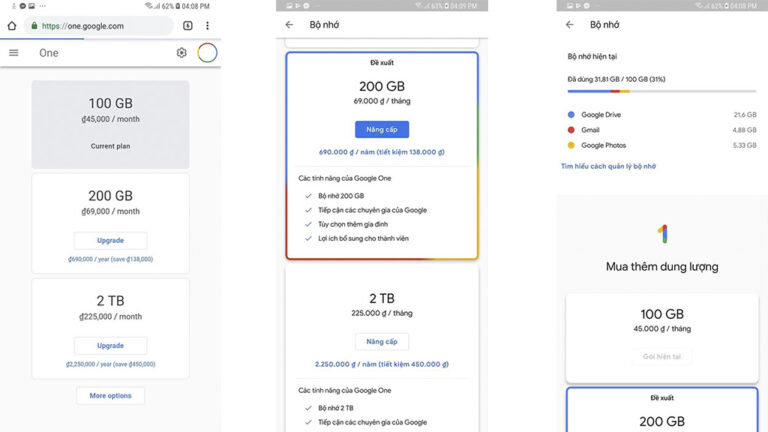 62% 04:08 PM
https://one.google.com
6
One
100 GB
₫45,000 / month
Current plan
200 GB
₫69,000 / month
Upgrade
₫690,000 / year (save ₫138,000)
2 TB
₫225,000 / month
Upgrade
₫2,250,000 / year (save ₫450,000)
More options
63% 04:09 PM
Bộ nhớ
Đề xuất
200 GB
69.000 ₫ / tháng
Nâng cấp
690.000 ₫ / năm (tiết kiệm 138.000 ₫)
Các tính năng của Google One
Bộ nhớ 200 GB
Tiếp cận các chuyên gia của Google
Tùy chọn thêm gia đình
Lợi ích bổ sung cho thành viên
2 TB
225.000 ₫ / tháng
Nâng cấp
2.250.000 ₫ / năm (tiết kiệm 450.000 ₫)
Các tính năng của Google One
Bộ nhớ 2 TB
Tiếp cận các chuyên gia của Google
61% 04:08 PM
Bộ nhớ
Bộ nhớ hiện tại
Đã dùng 31,81 GB / 100 GB (31%)
Google Drive 21.6 GB
Gmail 4.88 GB
Google Photos 5.33 GB
Tìm hiểu cách quản lý bộ nhớ
1
Mua thêm dung lượng
100 GB
45.000 ₫ / tháng
Gói hiện tại
Đề xuất
200 GB